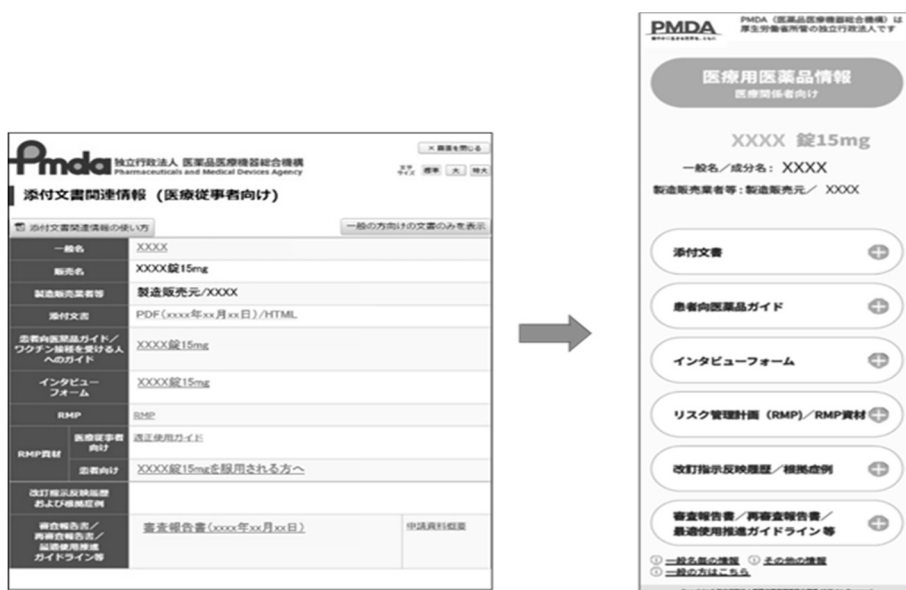 Pmda 独立行政法人 医薬品医療機器総合機構
Pharmaceuticals and Medical Devices Agency
× 画面を閉じる
文字サイズ 標準 大 特大
添付文書関連情報 (医療従事者向け)
添付文書関連情報の使い方
一般の方向けの文書のみを表示
一般名 XXXX
販売名 XXXX錠15mg
製造販売業者等 製造販売元/XXXX
添付文書 PDF(xxxx年xx月xx日)/HTML
患者向医薬品ガイド/
ワクチン接種を受ける人
へのガイド
XXXX錠15mg
インタビュー
フォーム
XXXX錠15mg
RMP RMP
RMP資材
医療従事者
向け
適正使用ガイド
患者向け XXXX錠15mgを服用される方へ
改訂指示反映履歴
および根拠症例
審査報告書/
再審査報告書/
最適使用推進
ガイドライン等
審査報告書(xxxx年xx月xx日) 申請資料概要
PMDA
PMDA(医薬品医療機器総合機構)は
厚生労働省所管の独立行政法人です
医療用医薬品情報
医療関係者向け
XXXX 錠15mg
一般名/成分名: XXXX
製造販売業者等:製造販売元/ XXXX
添付文書
患者向医薬品ガイド
インタビューフォーム
リスク管理計画(RMP)/RMP資材
改訂指示反映履歴/根拠症例
審査報告書/再審査報告書/
最適使用推進ガイドライン等
一般名版の情報 その他の情報
一般の方はこちら